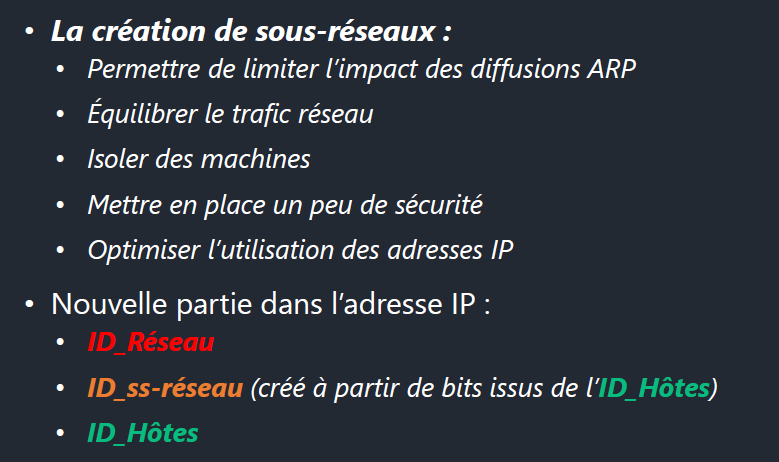 • La création de sous-réseaux :
• Permettre de limiter l’impact des diffusions ARP
• Équilibrer le trafic réseau
• Isoler des machines
• Mettre en place un peu de sécurité
• Optimiser l’utilisation des adresses IP
• Nouvelle partie dans l’adresse IP :
• ID_Réseau
• ID_ss-réseau (créé à partir de bits issus de l’ID_Hôtes)
• ID_Hôtes